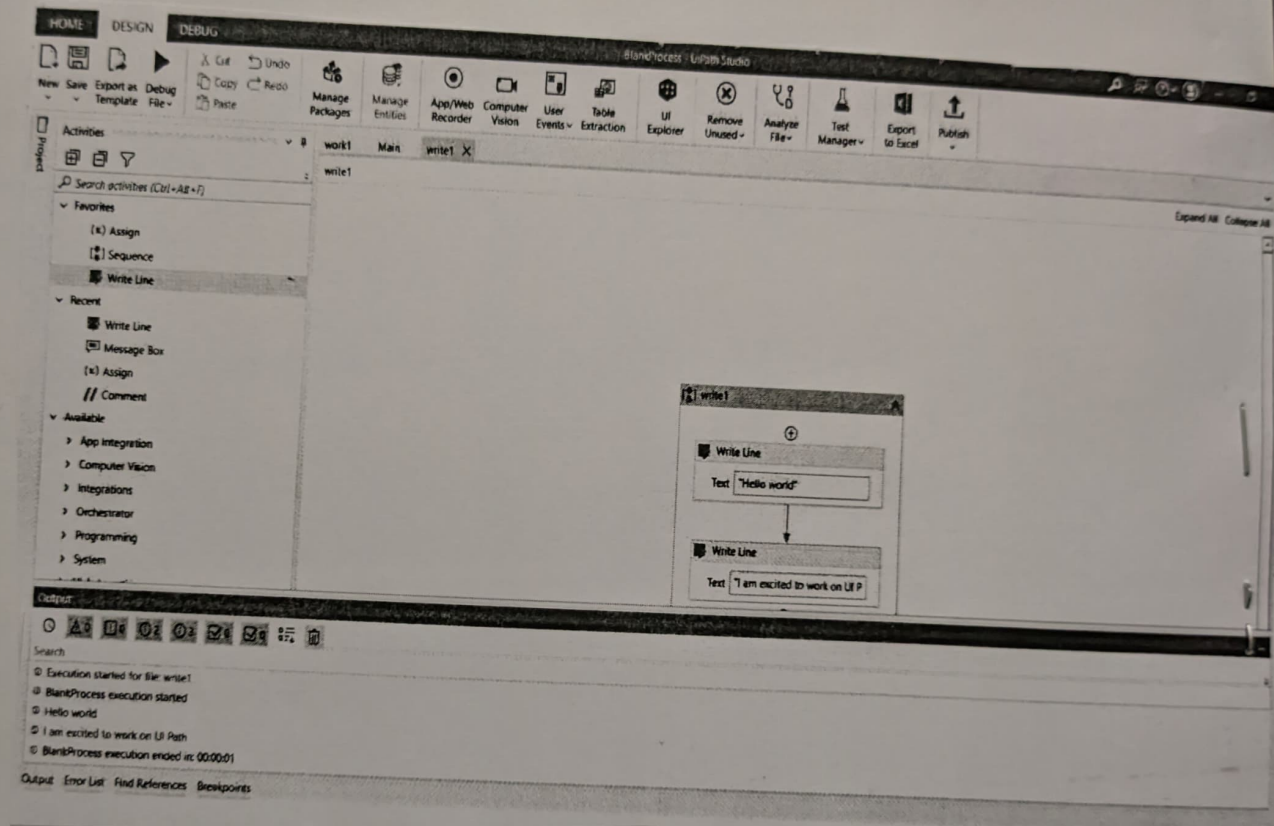 HOME DESIGN DEBUG
BlankProcess - UiPath Studio
New Save Export as Template Debug File
Cut Copy Paste
Undo Redo
Manage Packages
Manage Entities
App/Web Recorder
Computer Vision
User Events
Table Extraction
UI Explorer
Remove Unused
Analyze File
Test Manager
Export to Excel
Publish
Project
Activities
work1 Main write1 X
write1
Expand All Collapse All
Search activities (Ctrl+Alt+F)
Favorites
(x) Assign
Sequence
Write Line
Recent
Write Line
Message Box
(x) Assign
// Comment
Available
App Integration
Computer Vision
Integrations
Orchestrator
Programming
System
write1
Write Line
Text "Hello world"
Write Line
Text "I am excited to work on UI P
Output
Search
Execution started for file: write1
BlankProcess execution started
Hello world
I am excited to work on UI Path
BlankProcess execution ended in: 00:00:01
Output Error List Find References Breakpoints